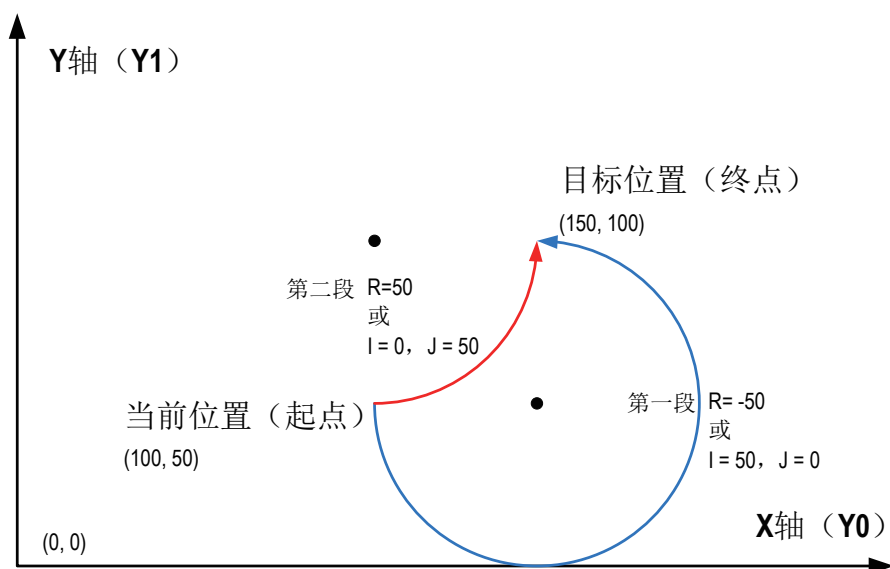 Y轴（Y1）
目标位置（终点）
(150, 100)
第二段 R=50
或
I = 0，J = 50
当前位置（起点）
(100, 50)
第一段 R= -50
或
I = 50，J = 0
X轴（Y0）
(0, 0)